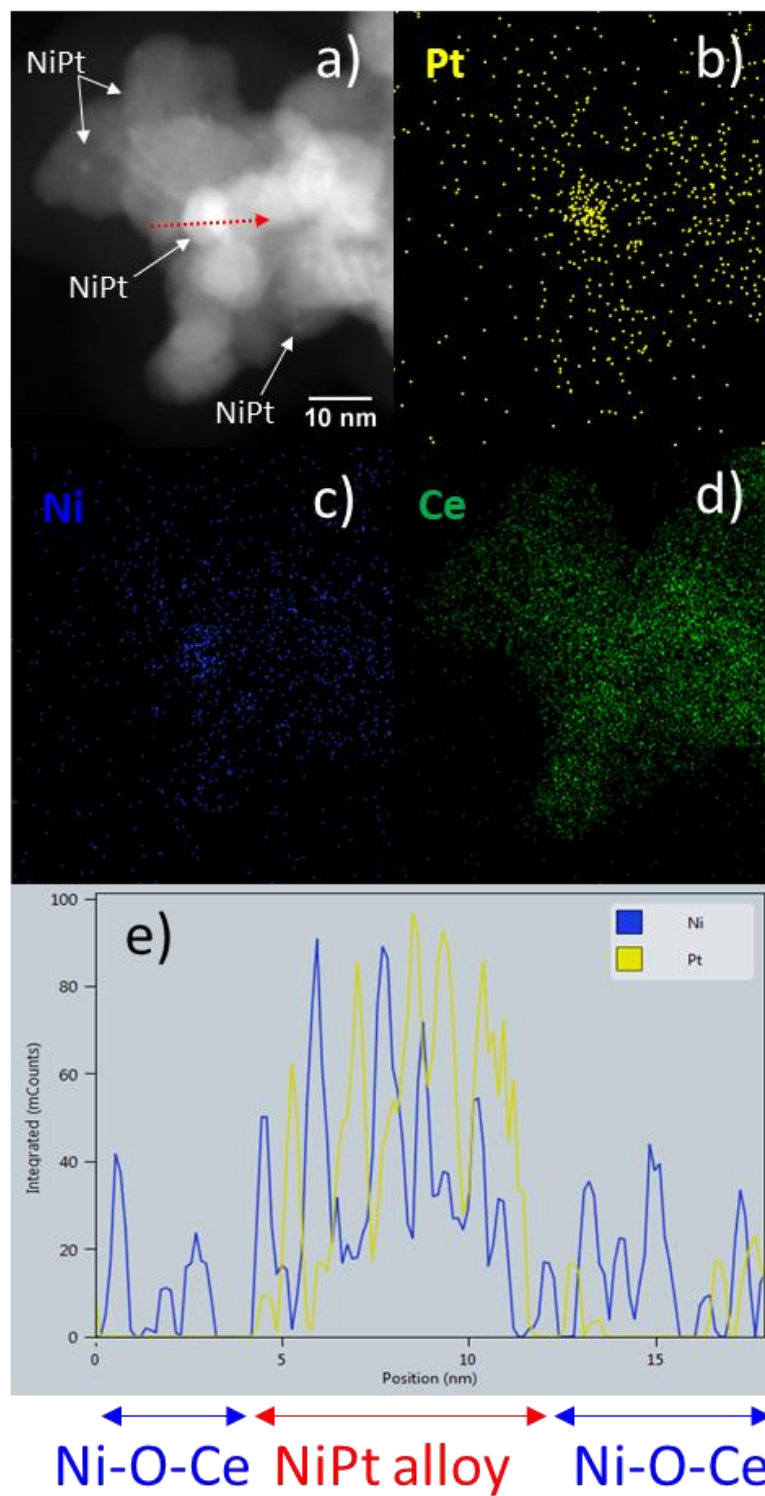 NiPt
a)
NiPt
NiPt
10 nm
Pt
b)
Ni
c)
Ce
d)
e)
Ni
Pt
100
80
60
40
20
0
Integrated (mCounts)
0
5
10
15
Position (nm)
Ni-O-Ce
NiPt alloy
Ni-O-Ce